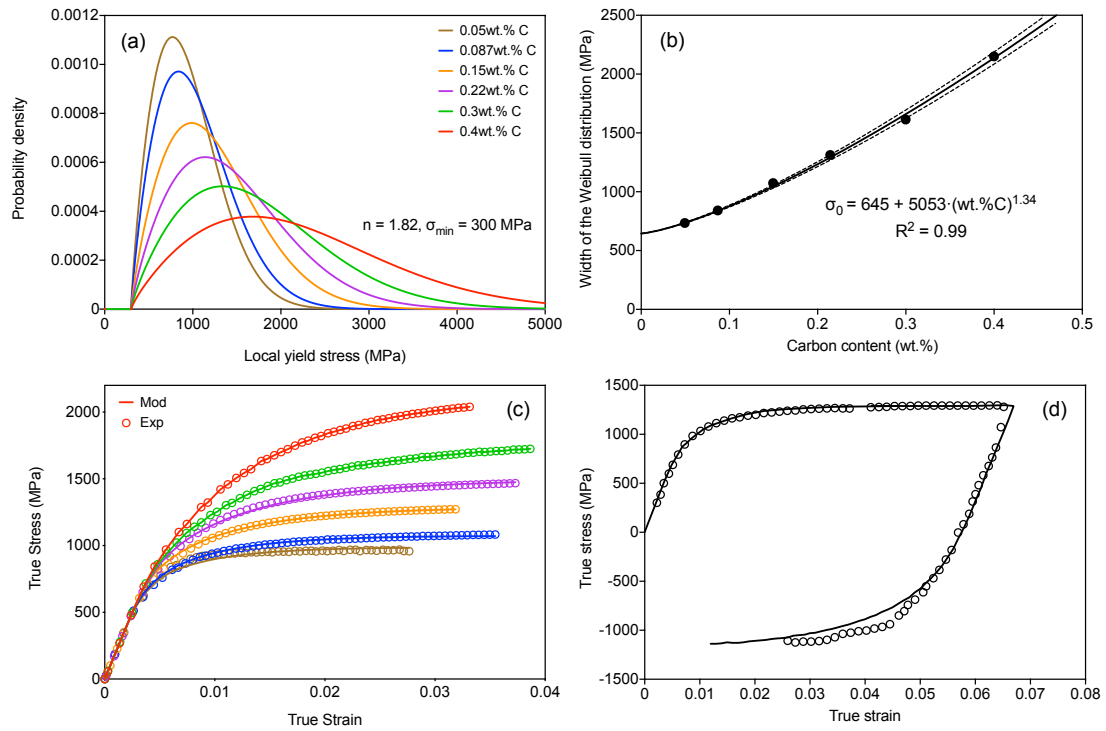 (a)
0.05wt.% C
0.087wt.% C
0.15wt.% C
0.22wt.% C
0.3wt.% C
0.4wt.% C
n = 1.82, σmin = 300 MPa
Probability density
0.0012
0.0010
0.0008
0.0006
0.0004
0.0002
0
0 1000 2000 3000 4000 5000
Local yield stress (MPa)
(b)
σ0 = 645 + 5053·(wt.%C)^1.34
R² = 0.99
Width of the Weibull distribution (MPa)
2500
2000
1500
1000
500
0
0 0.1 0.2 0.3 0.4 0.5
Carbon content (wt.%)
(c)
Mod
Exp
True Stress (MPa)
2000
1500
1000
500
0
0 0.01 0.02 0.03 0.04
True Strain
(d)
True stress (MPa)
1500
1000
500
0
-500
-1000
-1500
0 0.01 0.02 0.03 0.04 0.05 0.06 0.07 0.08
True strain